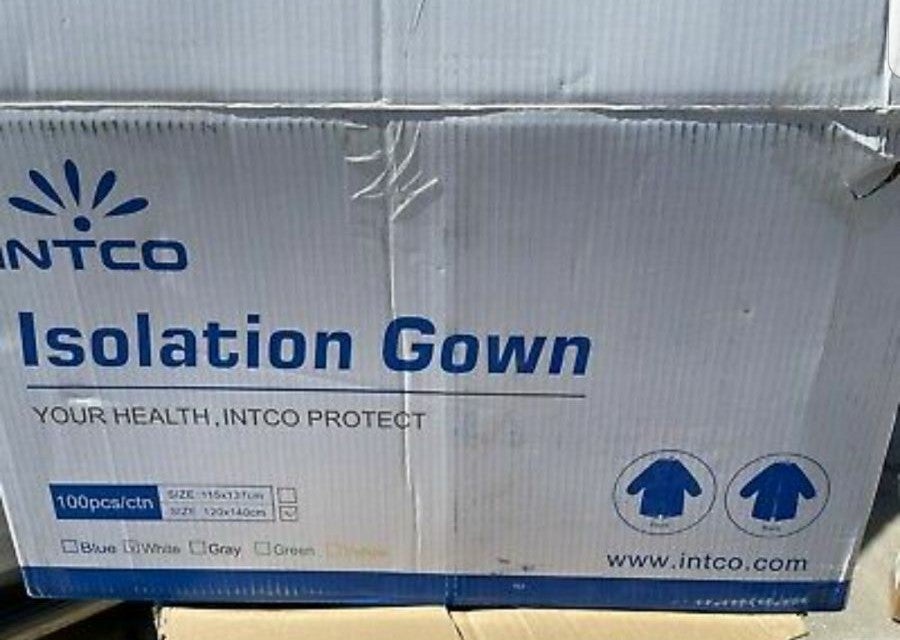 INTCO
Isolation Gown
YOUR HEALTH, INTCO PROTECT
100pcs/ctn
SIZE: 115x137cm
SIZE: 120x140cm
Blue White Gray Green Yellow
www.intco.com